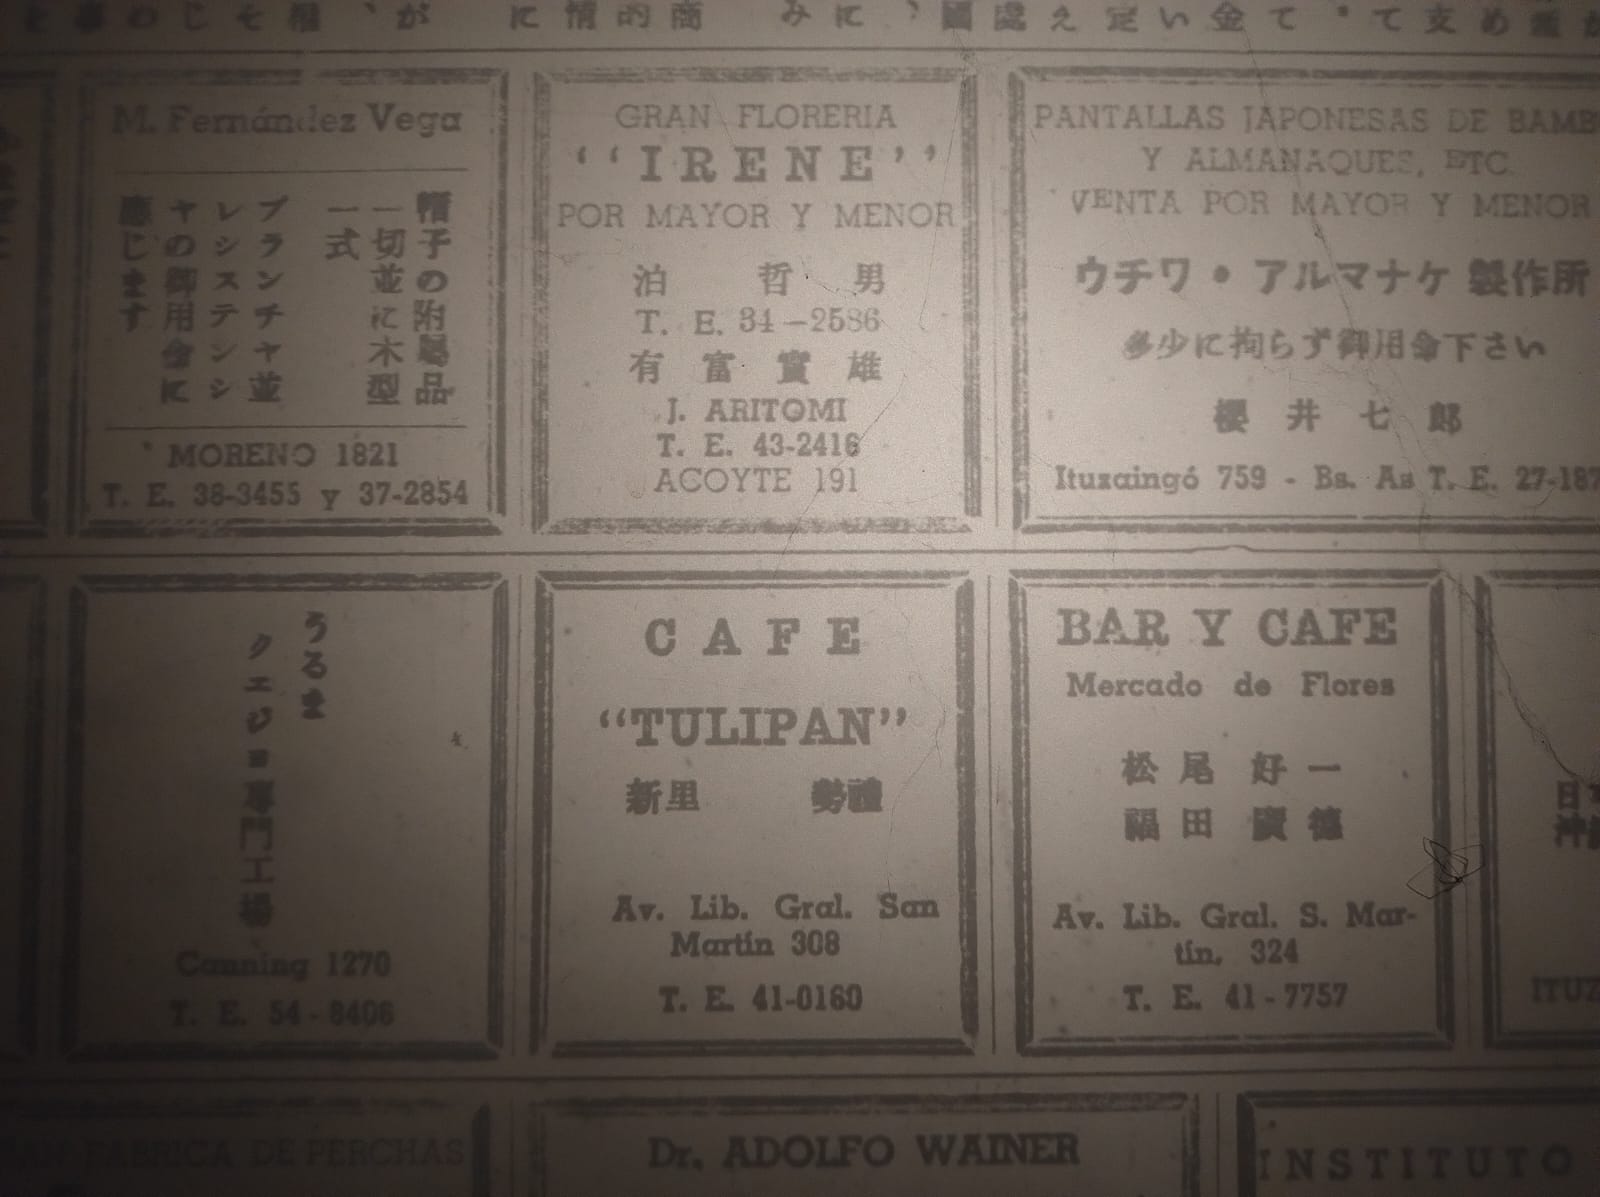 M. Fernández Vega
帽子の附属品
一切並に木型
一式
ブランチャ並
レシステンシ
ヤの御用命に
應じます
MORENO 1821
T. E. 38-3455 y 37-2854
GRAN FLORERIA
"IRENE"
POR MAYOR Y MENOR
泊 哲男
T. E. 34-2586
有富實雄
J. ARITOMI
T. E. 43-2416
ACOYTE 191
PANTALLAS JAPONESAS DE
Y ALMANAQUES, ETC.
VENTA POR MAYOR Y MENOR
ウチワ・アルマナケ 製作所
多少に拘らず御用命下さい
櫻井七郎
Ituzaingó 759 - Bs. As T. E.
うるま
クエジヨ専門工場
Canning 1270
T. E. 54-8406
CAFE
"TULIPAN"
新里 勢禮
Av. Lib. Gral. San
Martín 308
T. E. 41-0160
BAR Y CAFE
Mercado de Flores
松尾好一
福田廣徳
Av. Lib. Gral. S. Mar-
tín, 324
T. E. 41-7757
FABRICA DE PERCHAS
Dr. ADOLFO WAINER
INSTITUTO